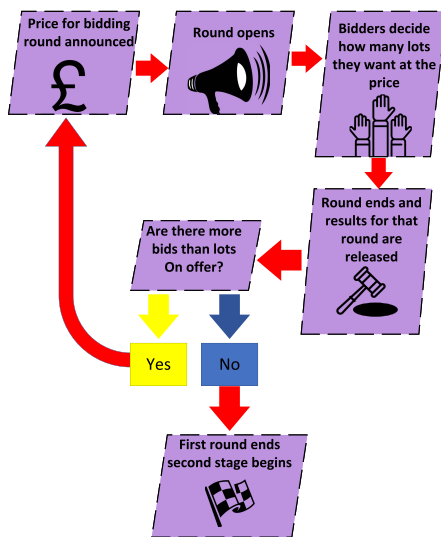 Price for bidding
round announced
£
Round opens
Bidders decide
how many lots
they want at the
price
Round ends and
results for that
round are
released
Are there more
bids than lots
On offer?
Yes
No
First round ends
second stage begins